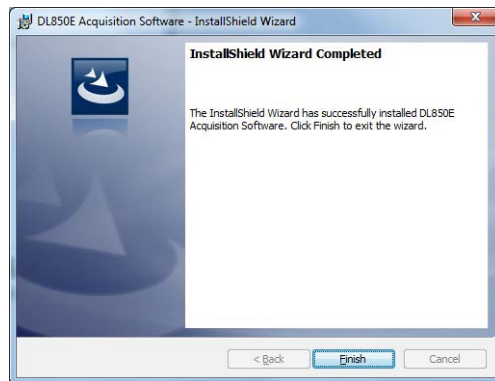 DL850E Acquisition Software - InstallShield Wizard
InstallShield Wizard Completed
The InstallShield Wizard has successfully installed DL850E
Acquisition Software. Click Finish to exit the wizard.
< Back
Finish
Cancel